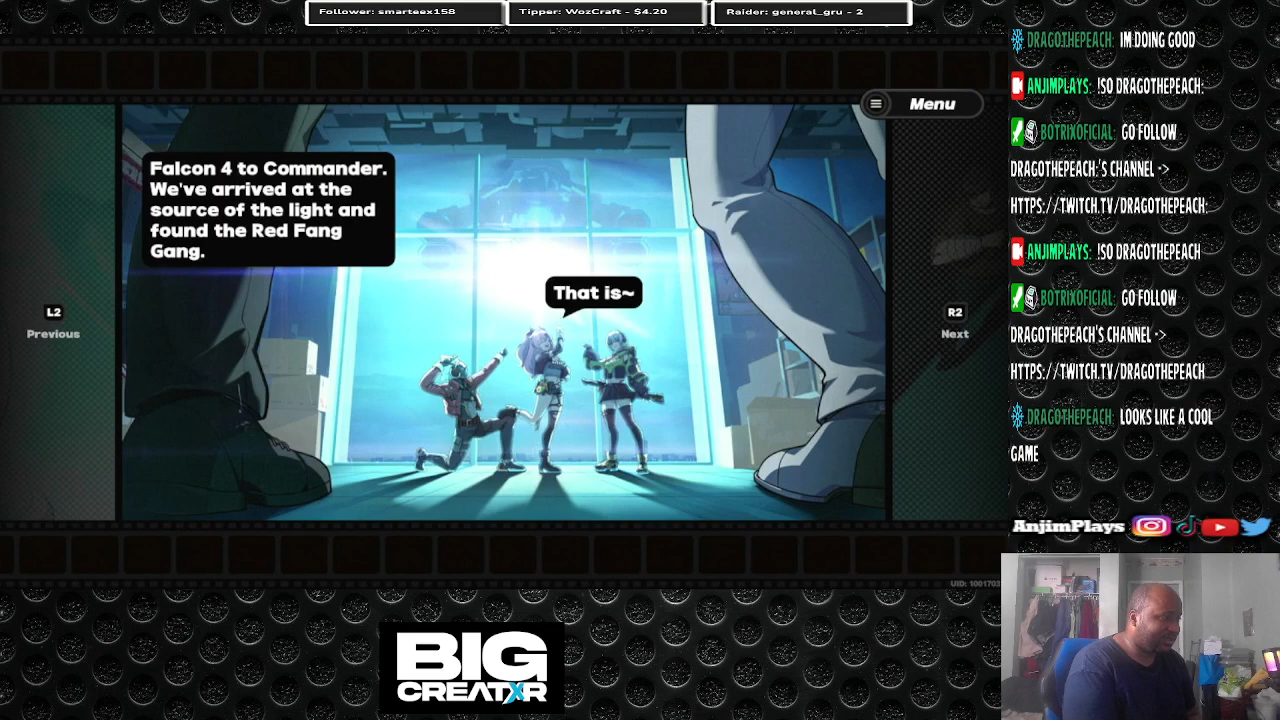 Follower: smarteex158
Tipper: WozCraft - $4.20
Raider: general_gru - 2
Menu
Falcon 4 to Commander.
We've arrived at the
source of the light and
found the Red Fang
Gang.
That is~
L2
Previous
R2
Next
UID: 1001703
BIG
CREATXR
DRAGOTHEPEACH: IM DOING GOOD
ANJIMPLAYS: !SO DRAGOTHEPEACH:
BOTRIXOFICIAL: GO FOLLOW
DRAGOTHEPEACH:'S CHANNEL ->
HTTPS://TWITCH.TV/DRAGOTHEPEACH:
ANJIMPLAYS: !SO DRAGOTHEPEACH
BOTRIXOFICIAL: GO FOLLOW
DRAGOTHEPEACH'S CHANNEL ->
HTTPS://TWITCH.TV/DRAGOTHEPEACH
DRAGOTHEPEACH: LOOKS LIKE A COOL
GAME
AnjimPlays